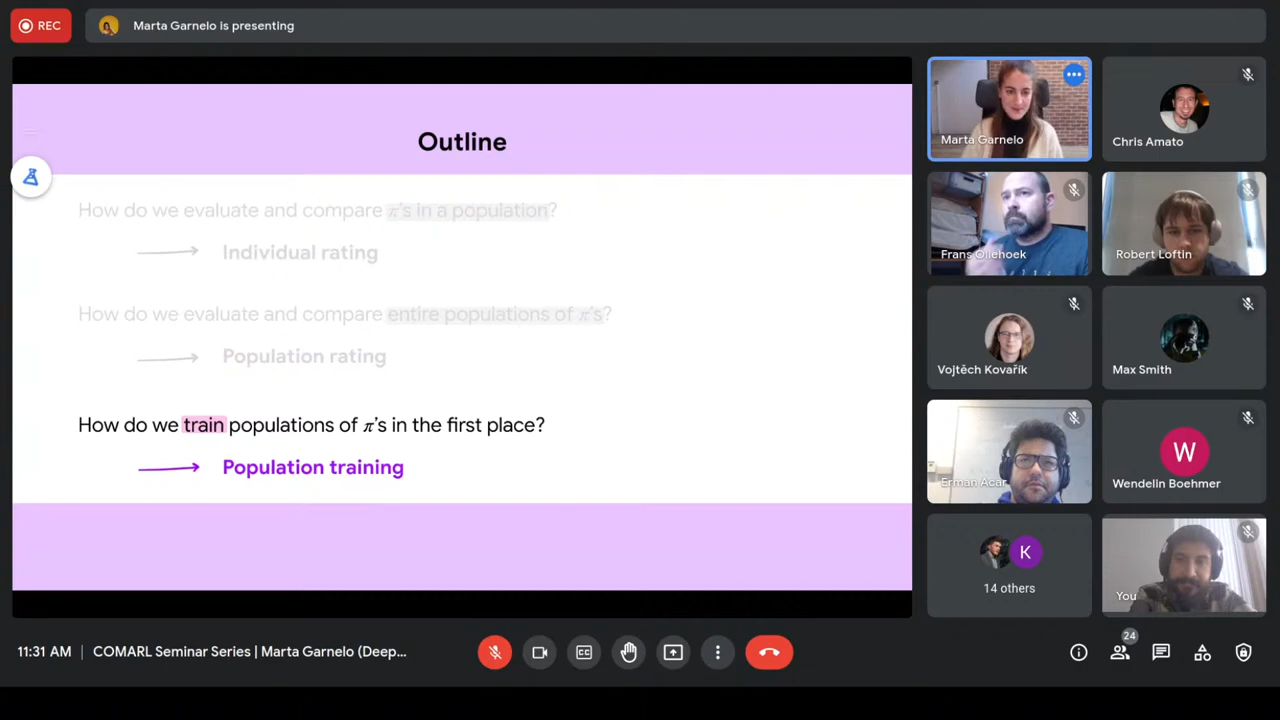 REC
Marta Garnelo is presenting
Outline
How do we evaluate and compare π's in a population?
Individual rating
How do we evaluate and compare entire populations of π's?
Population rating
How do we train populations of π's in the first place?
Population training
Marta Garnelo
Chris Amato
Frans Oliehoek
Robert Loftin
Vojtěch Kovařík
Max Smith
Erman Acar
W
Wendelin Boehmer
K
14 others
You
11:31 AM
COMARL Seminar Series | Marta Garnelo (Deep...
CC
24